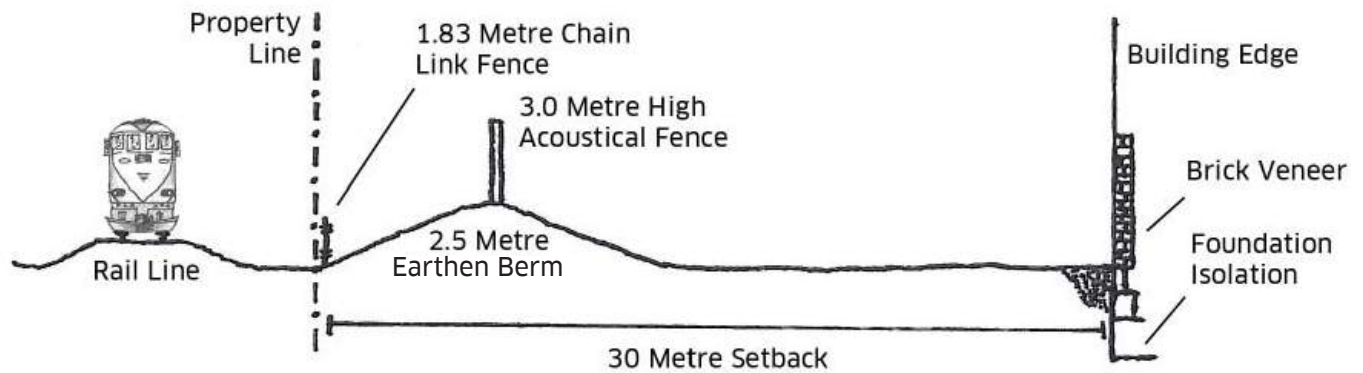 Property
Line
1.83 Metre Chain
Link Fence
3.0 Metre High
Acoustical Fence
Building Edge
Brick Veneer
2.5 Metre
Earthen Berm
Rail Line
Foundation
Isolation
30 Metre Setback